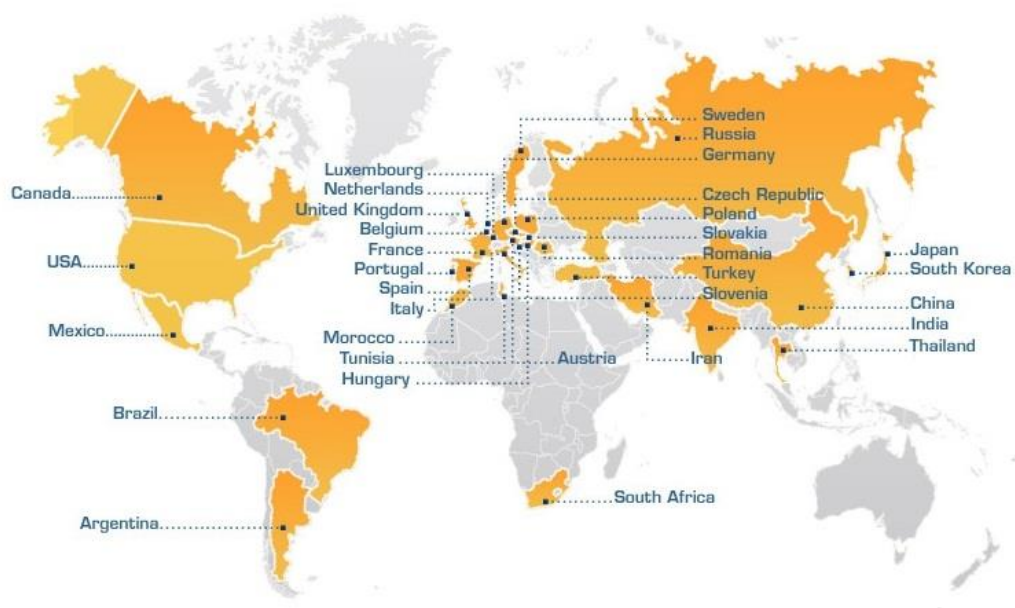 Sweden
Russia
Germany
Luxembourg
Netherlands
Canada
United Kingdom
Czech Republic
Poland
Belgium
Slovakia
France
Romania
Japan
USA
Portugal
Turkey
South Korea
Spain
Slovenia
Italy
China
Mexico
Morocco
India
Tunisia
Austria
Iran
Thailand
Hungary
Brazil
South Africa
Argentina